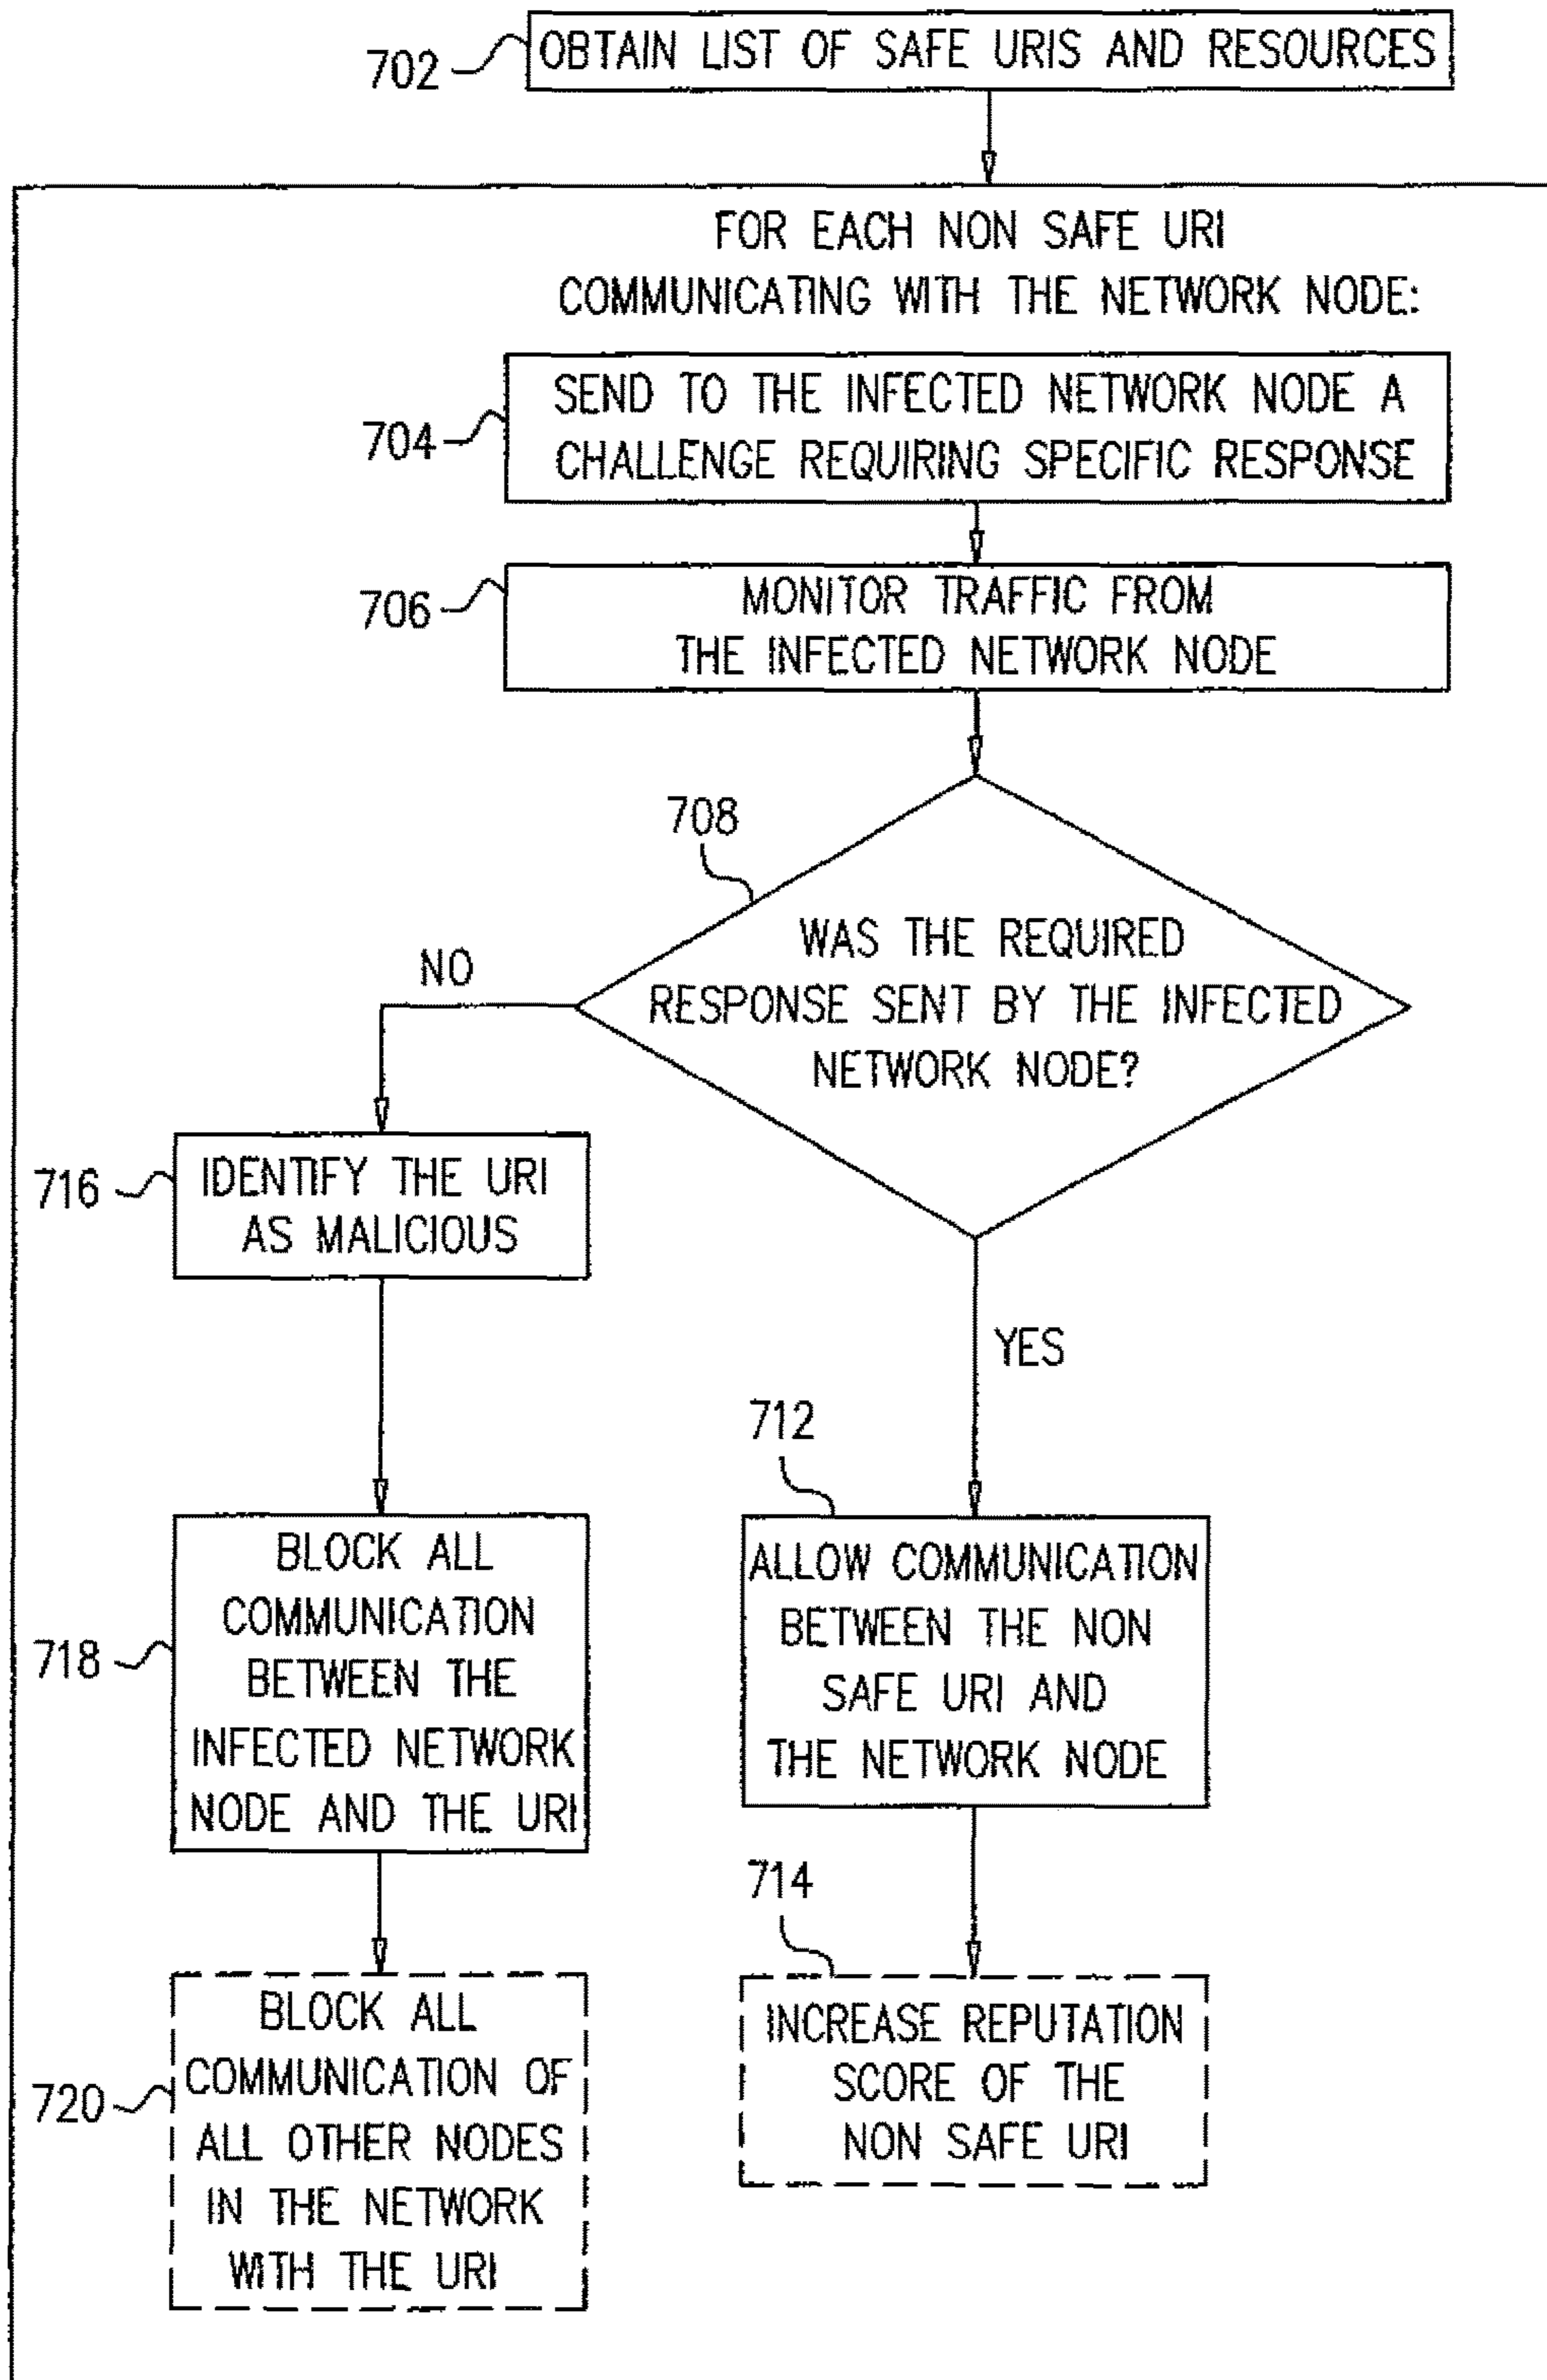 702
OBTAIN LIST OF SAFE URIS AND RESOURCES
FOR EACH NON SAFE URI
COMMUNICATING WITH THE NETWORK NODE:
704
SEND TO THE INFECTED NETWORK NODE A
CHALLENGE REQUIRING SPECIFIC RESPONSE
706
MONITOR TRAFFIC FROM
THE INFECTED NETWORK NODE
708
WAS THE REQUIRED
RESPONSE SENT BY THE INFECTED
NETWORK NODE?
NO
716
IDENTIFY THE URI
AS MALICIOUS
YES
718
BLOCK ALL
COMMUNICATION
BETWEEN THE
INFECTED NETWORK
NODE AND THE URI
712
ALLOW COMMUNICATION
BETWEEN THE NON
SAFE URI AND
THE NETWORK NODE
720
BLOCK ALL
COMMUNICATION OF
ALL OTHER NODES
IN THE NETWORK
WITH THE URI
714
INCREASE REPUTATION
SCORE OF THE
NON SAFE URI